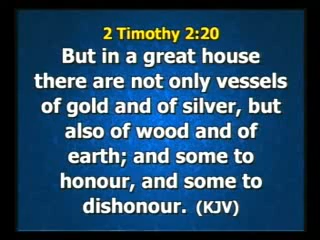 2 Timothy 2:20
But in a great house
there are not only vessels
of gold and of silver, but
also of wood and of
earth; and some to
honour, and some to
dishonour. (KJV)